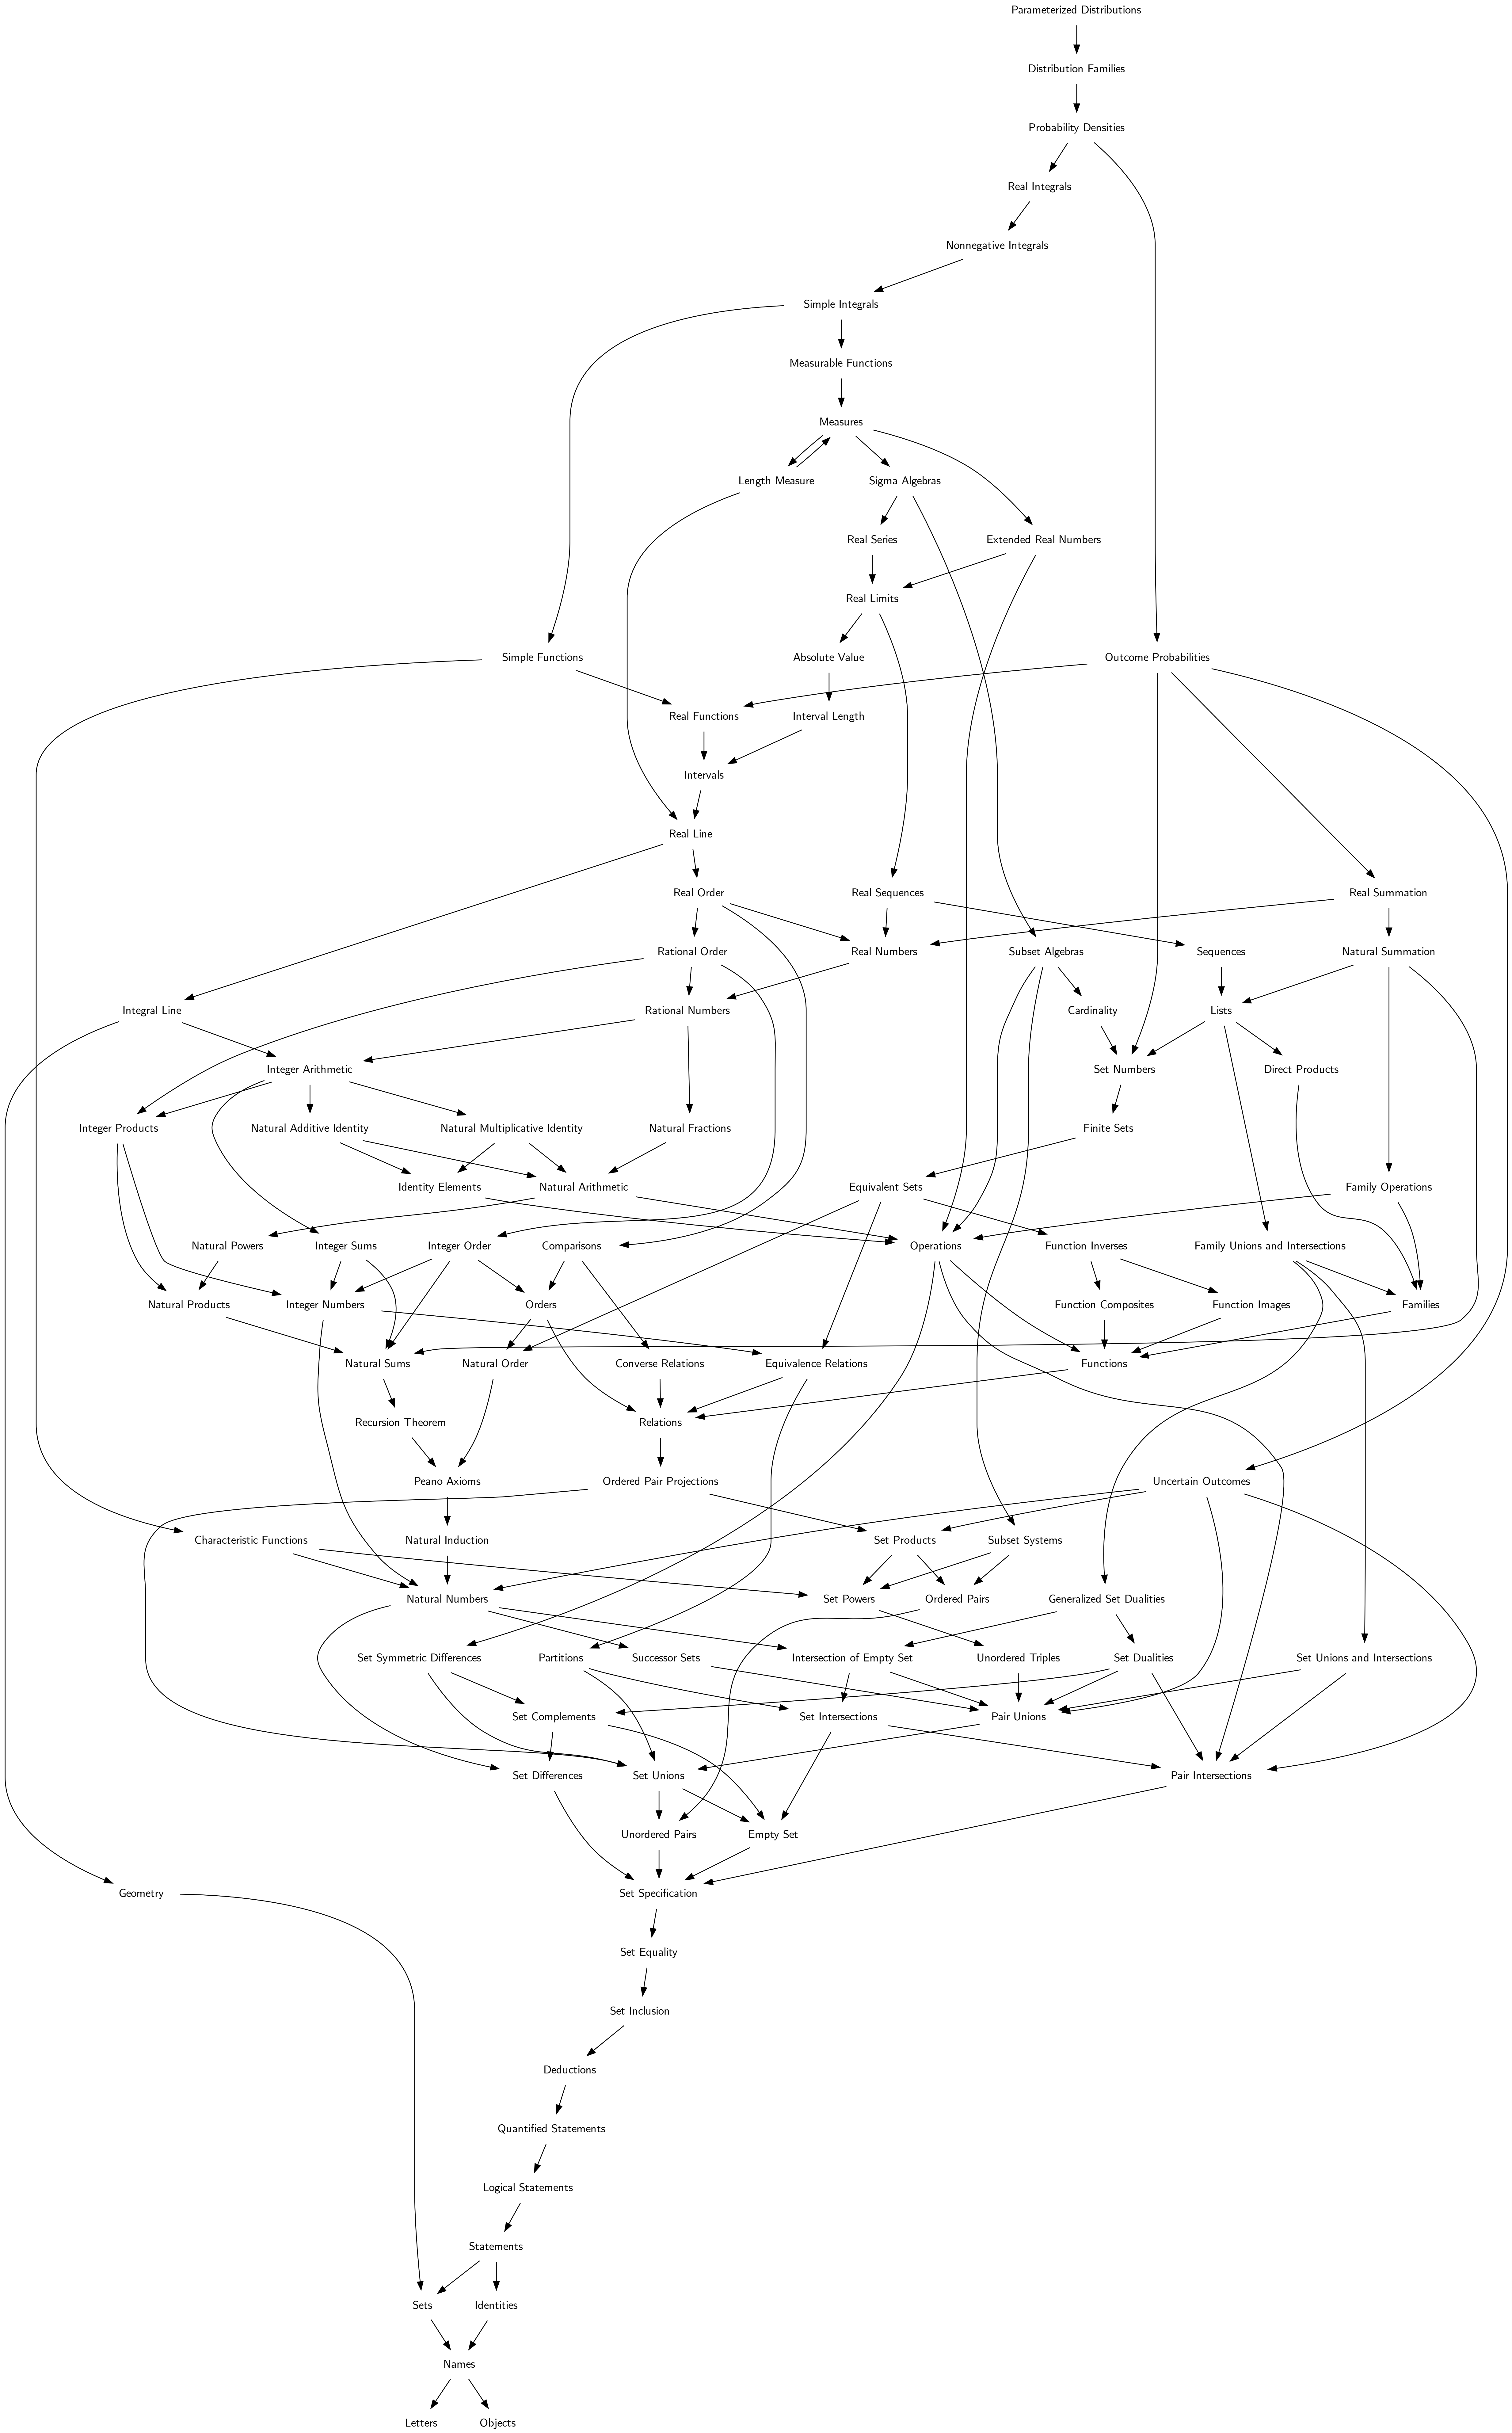 Parameterized Distributions
Distribution Families
Probability Densities
Real Integrals
Nonnegative Integrals
Simple Integrals
Measurable Functions
Measures
Length Measure
Sigma Algebras
Real Series
Extended Real Numbers
Real Limits
Simple Functions
Absolute Value
Outcome Probabilities
Real Functions
Interval Length
Intervals
Real Line
Real Order
Real Sequences
Real Summation
Rational Order
Real Numbers
Subset Algebras
Sequences
Natural Summation
Integral Line
Rational Numbers
Cardinality
Lists
Integer Arithmetic
Set Numbers
Direct Products
Integer Products
Natural Additive Identity
Natural Multiplicative Identity
Natural Fractions
Finite Sets
Identity Elements
Natural Arithmetic
Equivalent Sets
Family Operations
Natural Powers
Integer Sums
Integer Order
Comparisons
Operations
Function Inverses
Family Unions and Intersections
Natural Products
Integer Numbers
Orders
Function Composites
Function Images
Families
Natural Sums
Natural Order
Converse Relations
Equivalence Relations
Functions
Recursion Theorem
Relations
Peano Axioms
Ordered Pair Projections
Uncertain Outcomes
Characteristic Functions
Natural Induction
Set Products
Subset Systems
Natural Numbers
Set Powers
Ordered Pairs
Generalized Set Dualities
Set Symmetric Differences
Partitions
Successor Sets
Intersection of Empty Set
Unordered Triples
Set Dualities
Set Unions and Intersections
Set Complements
Set Intersections
Pair Unions
Set Differences
Set Unions
Pair Intersections
Unordered Pairs
Empty Set
Geometry
Set Specification
Set Equality
Set Inclusion
Deductions
Quantified Statements
Logical Statements
Statements
Sets
Identities
Names
Letters
Objects